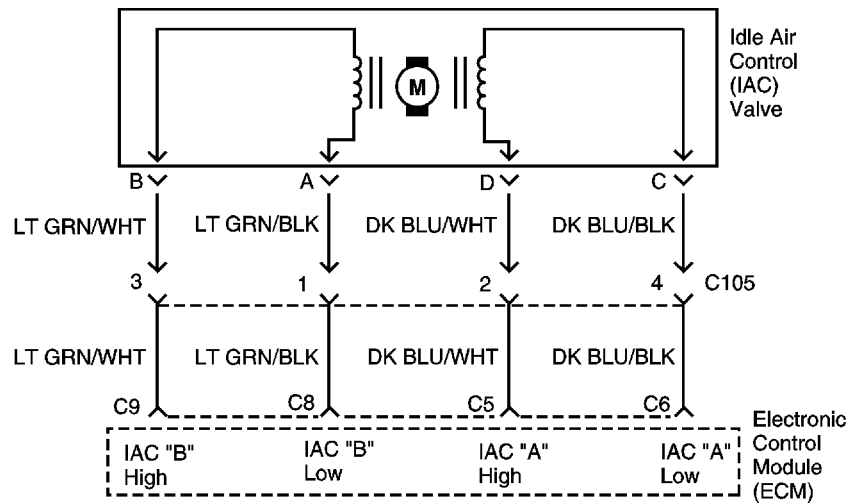 Idle Air
Control
(IAC)
Valve
M
B A D C
LT GRN/WHT LT GRN/BLK DK BLU/WHT DK BLU/BLK
3 1 2 4 C105
LT GRN/WHT LT GRN/BLK DK BLU/WHT DK BLU/BLK
C9 C8 C5 C6
IAC "B"
High
IAC "B"
Low
IAC "A"
High
IAC "A"
Low
Electronic
Control
Module
(ECM)